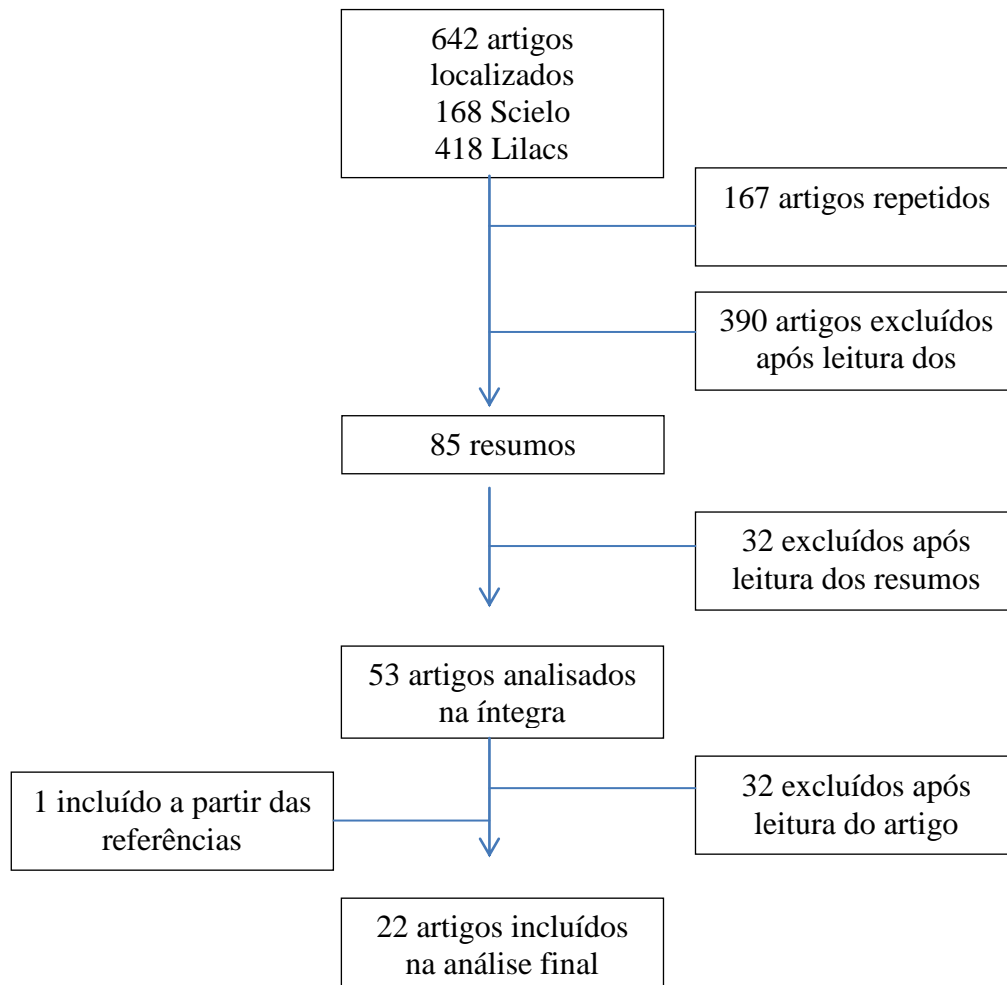 642 artigos
localizados
168 Scielo
418 Lilacs
167 artigos repetidos
390 artigos excluídos
após leitura dos
85 resumos
32 excluídos após
leitura dos resumos
53 artigos analisados
na íntegra
1 incluído a partir das
referências
32 excluídos após
leitura do artigo
22 artigos incluídos
na análise final